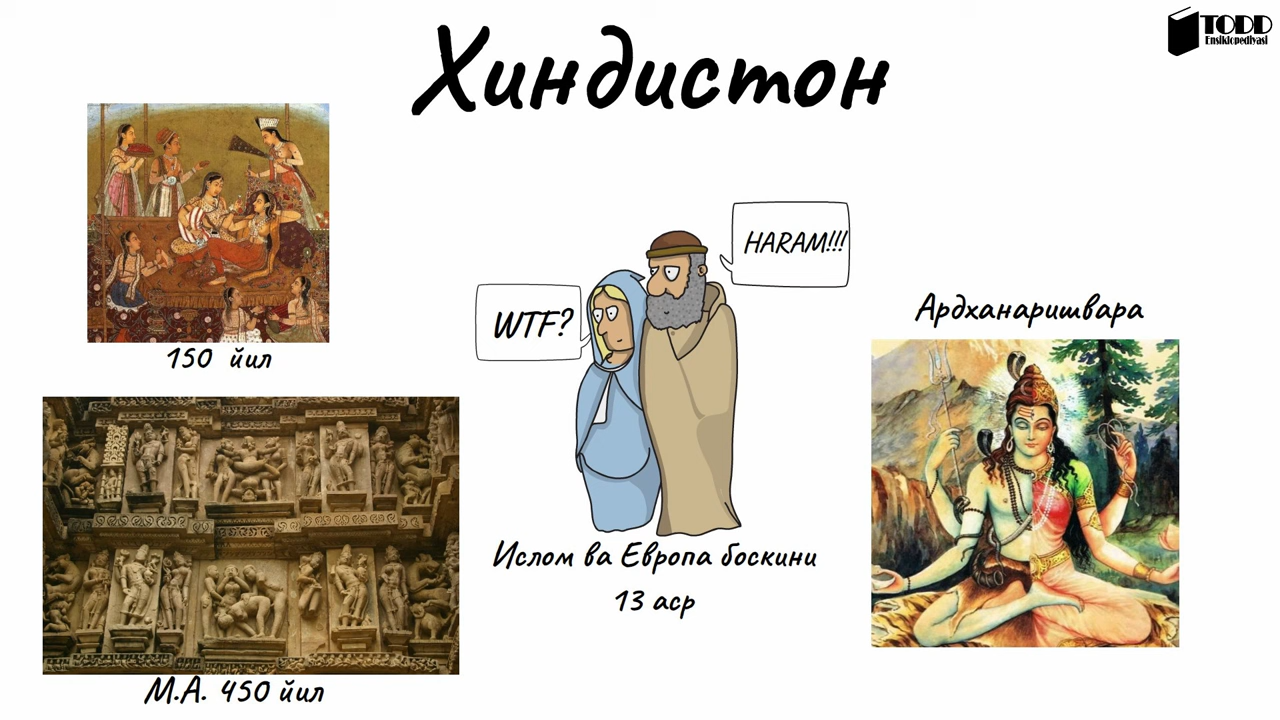 Хиндистон
TODD
Ensiklopediyasi
150 йил
WTF?
HARAM!!!
Ардханаришвара
Ислом ва Европа боскини
13 аср
М.А. 450 йил